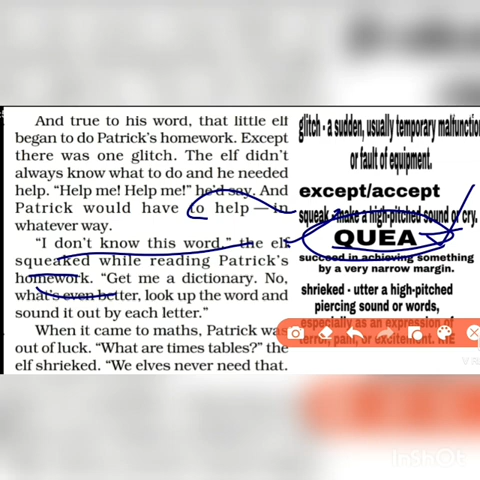 And true to his word, that little elf
began to do Patrick's homework. Except
there was one glitch. The elf didn't
always know what to do and he needed
help. "Help me! Help me!" he'd say. And
Patrick would have to help — in
whatever way.
"I don't know this word," the elf
squeaked while reading Patrick's
homework. "Get me a dictionary. No,
what's even better, look up the word and
sound it out by each letter."
When it came to maths, Patrick was
out of luck. "What are times tables?" the
elf shrieked. "We elves never need that.
glitch - a sudden, usually temporary malfunction
or fault of equipment.
except/accept
squeak - make a high-pitched sound or cry.
QUEA
succeed in achieving something
by a very narrow margin.
shrieked - utter a high-pitched
piercing sound or words,
especially as an expression of
terror, pain, or excitement.
InShOt